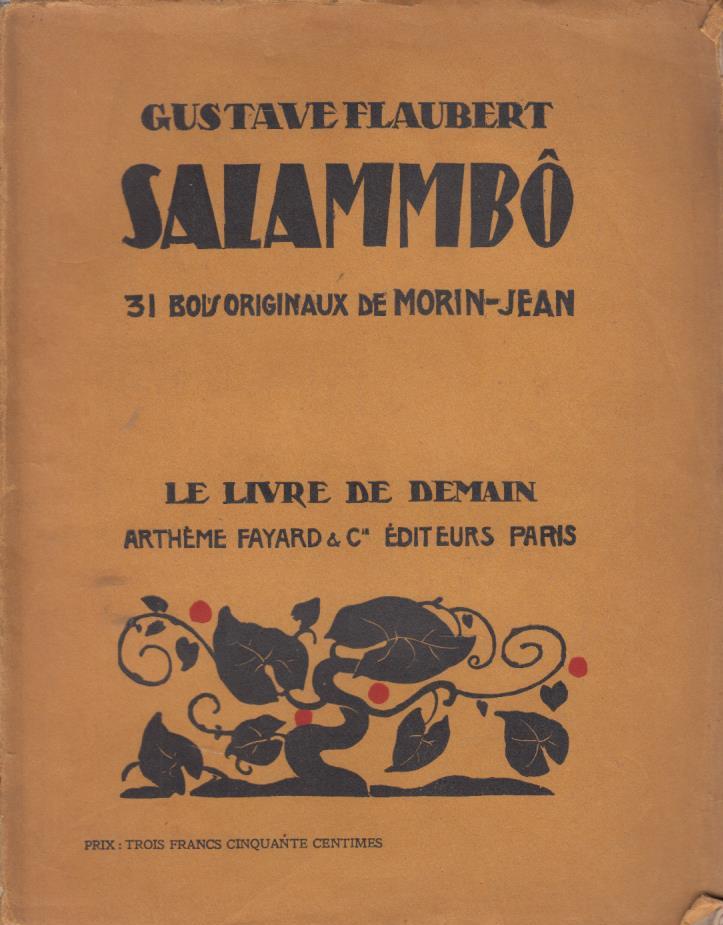 GUSTAVE FLAUBERT
SALAMMBÔ
31 BOIS ORIGINAUX DE MORIN-JEAN
LE LIVRE DE DEMAIN
ARTHÈME FAYARD & Cie ÉDITEURS PARIS
PRIX : TROIS FRANCS CINQUANTE CENTIMES